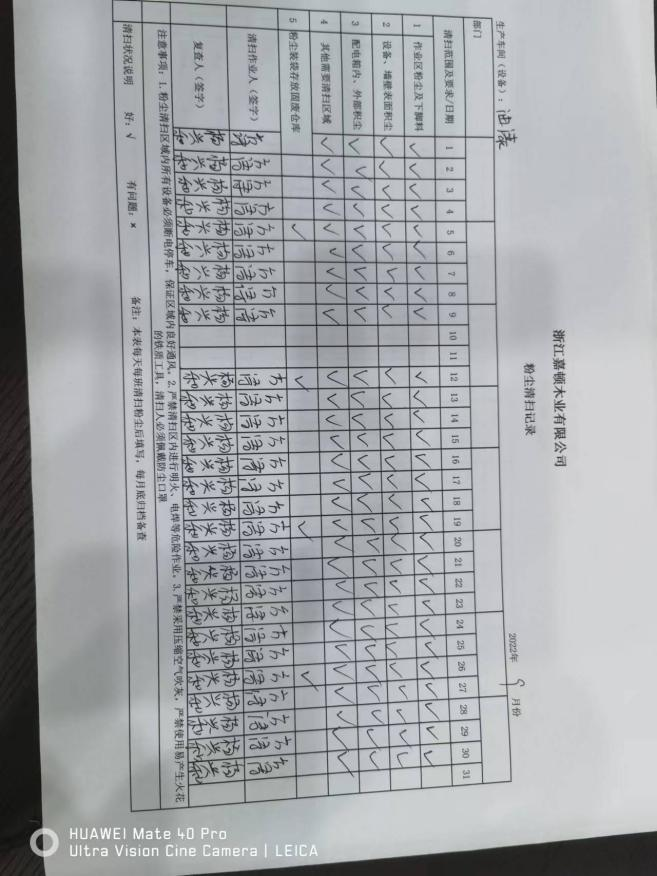 浙江嘉顿木业有限公司
粉尘清扫记录
生产车间(设备):油漆 2022年 9 月份
部门
清扫范围及要求/日期 1 2 3 4 5 6 7 8 9 10 11 12 13 14 15 16 17 18 19 20 21 22 23 24 25 26 27 28 29 30 31
1 作业区粉尘及下脚料 √ √ √ √ √ √ √ √ √ √ √ √ √ √ √ √ √ √ √ √ √ √ √ √ √ √ √ √
2 设备、墙壁表面积尘 √ √ √ √ √ √ √ √ √ √ √ √ √ √ √ √ √ √ √ √ √ √ √ √ √ √ √ √
3 配电箱内、外部积尘 √ √ √ √ √ √ √ √ √ √ √ √ √ √ √ √ √ √ √ √ √ √ √ √ √ √ √ √
4 其他需要清扫区域 √ √ √ √ √ √ √ √ √ √ √ √ √ √ √ √ √ √ √ √ √ √ √ √ √ √ √ √
5 粉尘装袋存放固废仓库 √ √ √ √
清扫作业人(签字)
复查人(签字)
注意事项:1.粉尘清扫区域内所有设备必须断电停车,保证区域内良好通风。2.严禁清扫区内进行明火、电焊等危险作业。3.严禁采用压缩空气吹灰,严禁使用易产生火花
的铁质工具,清扫人必须佩戴防尘口罩
清扫状况说明 好:√ 有问题:× 备注:本表每天每班清扫粉尘后填写,每月底归档备查
HUAWEI Mate 40 Pro
Ultra Vision Cine Camera | LEICA